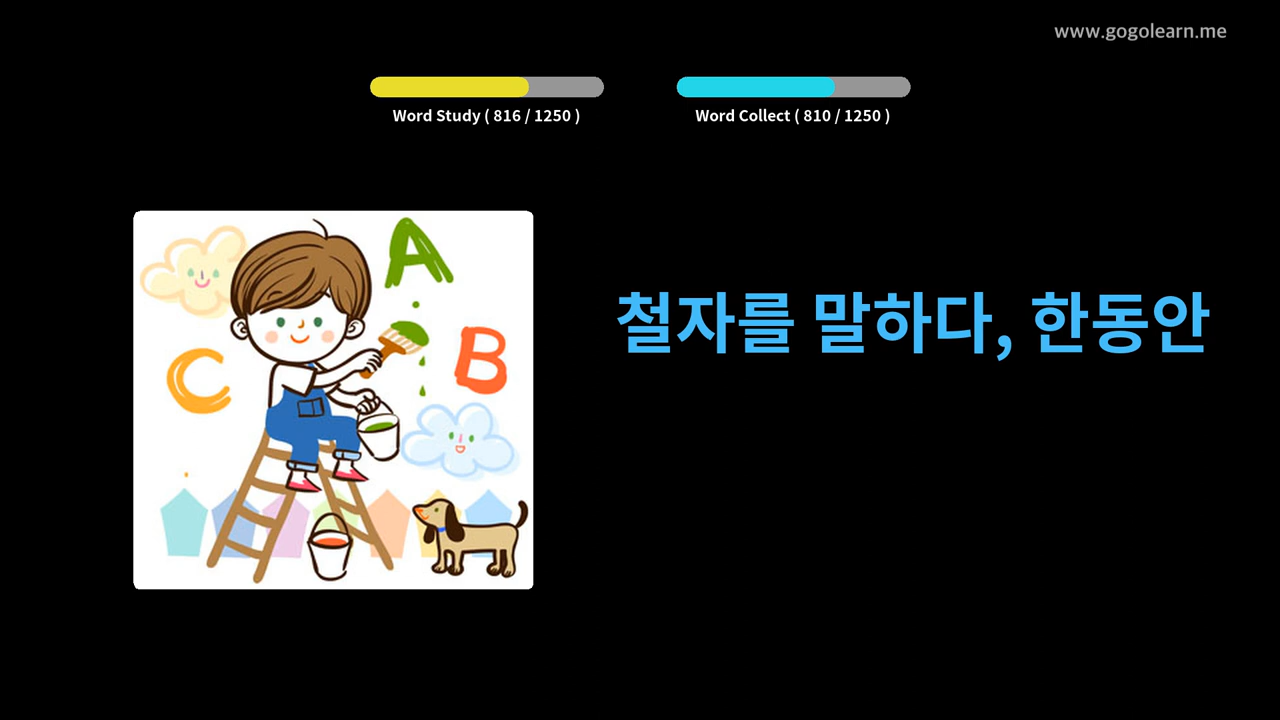 www.gogolearn.me
Word Study ( 816 / 1250 )
Word Collect ( 810 / 1250 )
A
B
C
철자를 말하다, 한동안